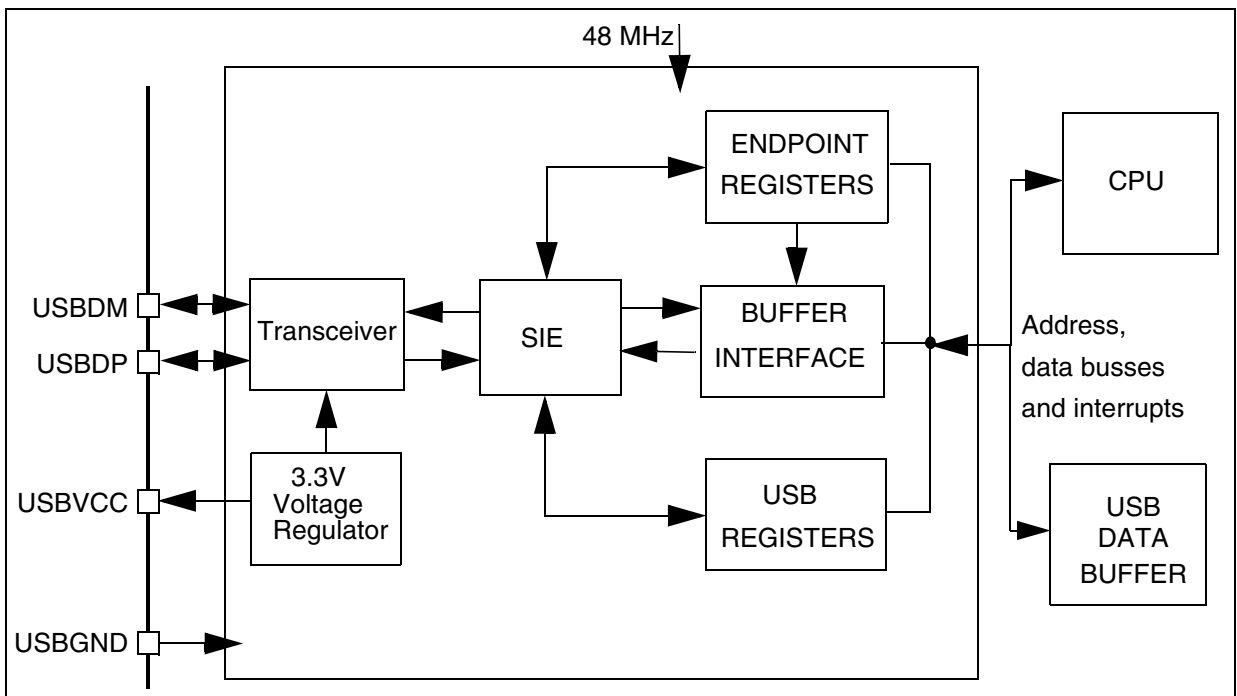 48 MHz
ENDPOINT
REGISTERS
CPU
USBDM
Transceiver
SIE
BUFFER
INTERFACE
USBDP
Address,
data busses
and interrupts
3.3V
Voltage
Regulator
USBVCC
USB
REGISTERS
USB
DATA
BUFFER
USBGND